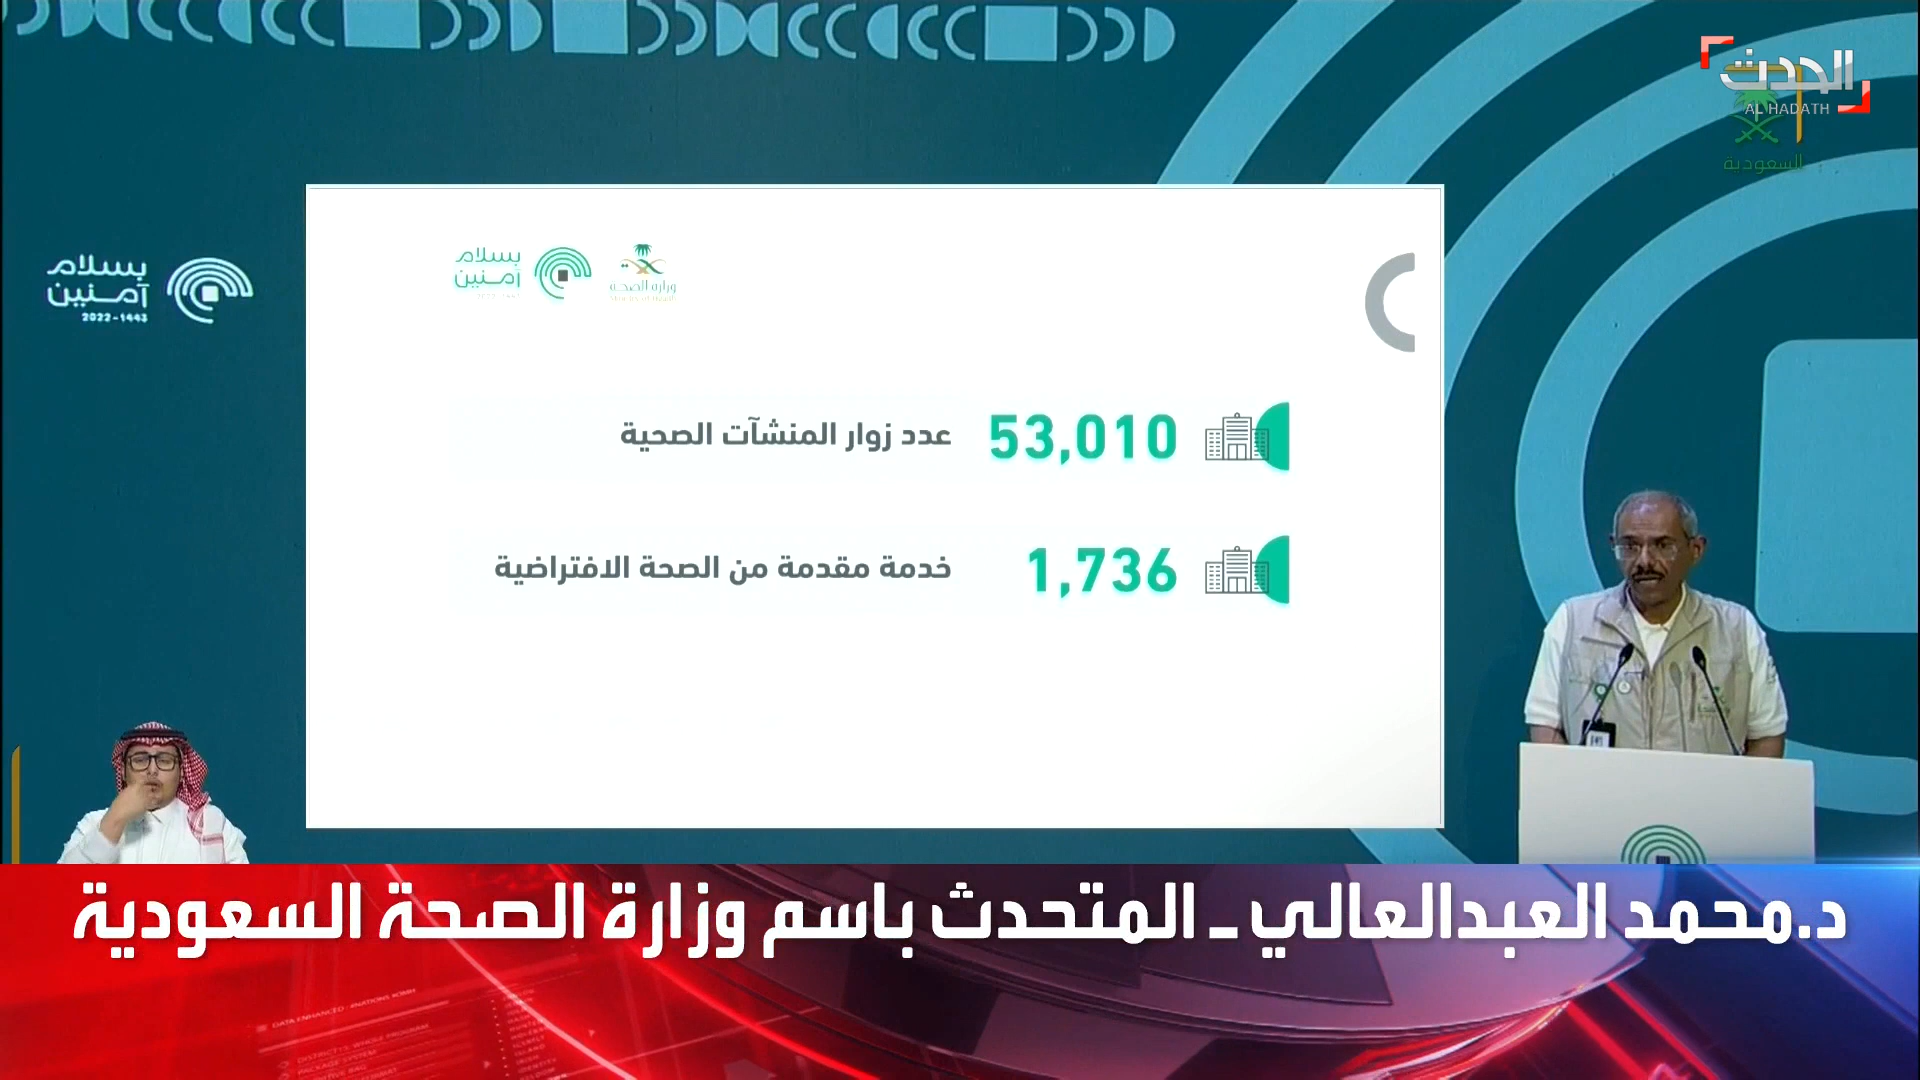 الحدث
AL HADATH
السعودية
بسلام
آمنين
2022-1443
بسلام
آمنين
وزارة الصحة
53,010 عدد زوار المنشآت الصحية
1,736 خدمة مقدمة من الصحة الافتراضية
د.محمد العبدالعالي - المتحدث باسم وزارة الصحة السعودية